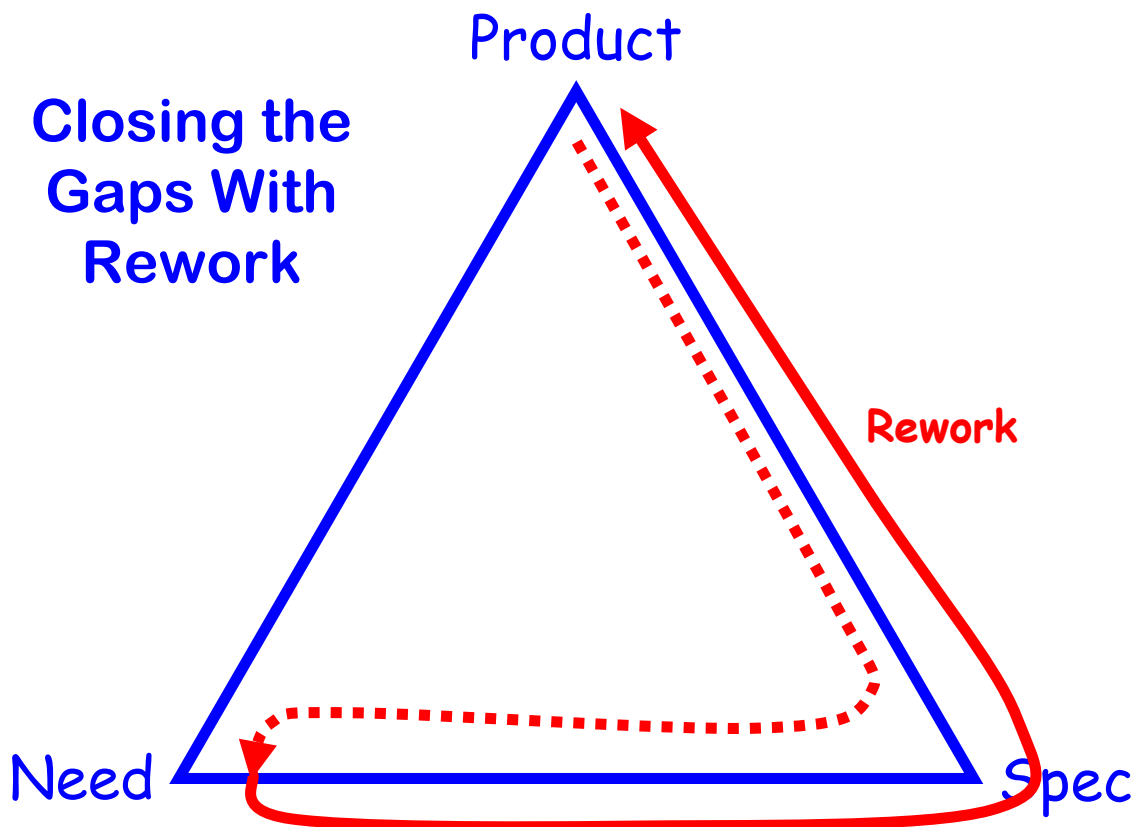 Product
Closing the
Gaps With
Rework
Rework
Need
Spec